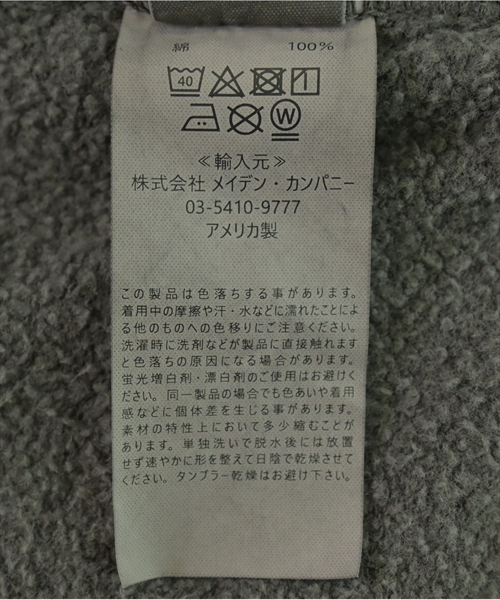 綿 100%
40
W
≪輸入元≫
株式会社 メイデン・カンパニー
03-5410-9777
アメリカ製
この製品は色落ちする事があります。
着用中の摩擦や汗・水などに濡れたことによ
る他のものへの色移りにご注意ください。
洗濯時に洗剤などが製品に直接触れます
と色落ちの原因になる場合があります。
蛍光増白剤・漂白剤のご使用はお避けく
ださい。同一製品の場合でも色あいや着用
感などに個体差を生じる事があります。
素材の特性上において多少縮むことが
あります。単独洗いで脱水後には放置
せず速やかに形を整えて日陰で乾燥させて
ください。タンブラー乾燥はお避け下さい。